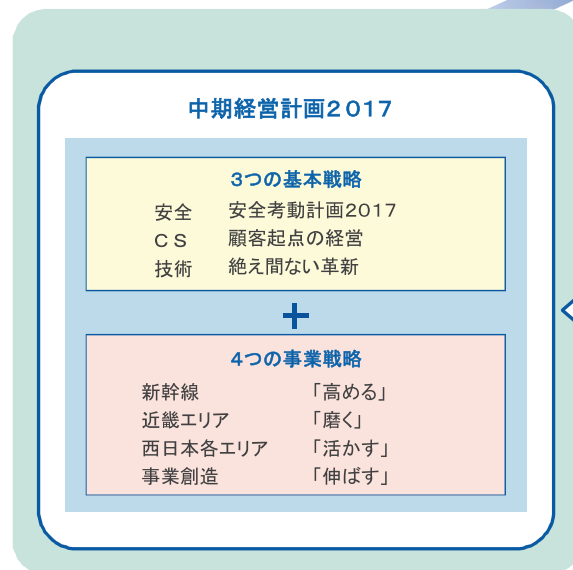 中期経営計画2017
3つの基本戦略
安全 安全考動計画2017
CS 顧客起点の経営
技術 絶え間ない革新
+
4つの事業戦略
新幹線 「高める」
近畿エリア 「磨く」
西日本各エリア 「活かす」
事業創造 「伸ばす」